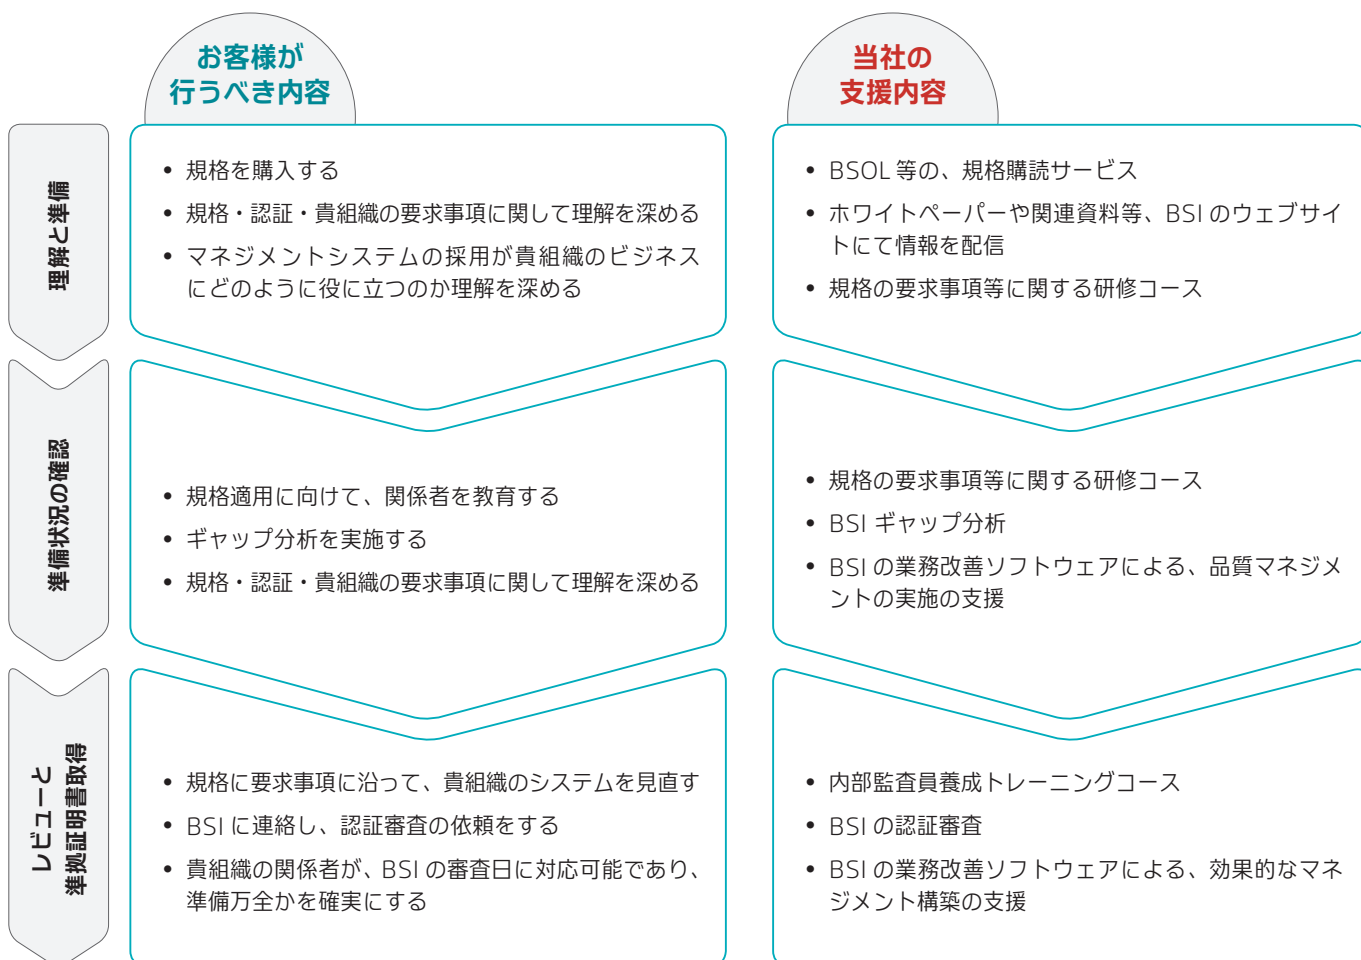 お客様が
行うべき内容
当社の
支援内容
理解と準備
• 規格を購入する
• 規格・認証・貴組織の要求事項に関して理解を深める
• マネジメントシステムの採用が貴組織のビジネス
にどのように役に立つのか理解を深める
• BSOL 等の、規格購読サービス
• ホワイトペーパーや関連資料等、BSI のウェブサイ
トにて情報を配信
• 規格の要求事項等に関する研修コース
準備状況の確認
• 規格適用に向けて、関係者を教育する
• ギャップ分析を実施する
• 規格・認証・貴組織の要求事項に関して理解を深める
• 規格の要求事項等に関する研修コース
• BSI ギャップ分析
• BSI の業務改善ソフトウェアによる、品質マネジメ
ントの実施の支援
レビューと
準拠証明書取得
• 規格に要求事項に沿って、貴組織のシステムを見直す
• BSI に連絡し、認証審査の依頼をする
• 貴組織の関係者が、BSI の審査日に対応可能であり、
準備万全かを確実にする
• 内部監査員養成トレーニングコース
• BSI の認証審査
• BSI の業務改善ソフトウェアによる、効果的なマネ
ジメント構築の支援